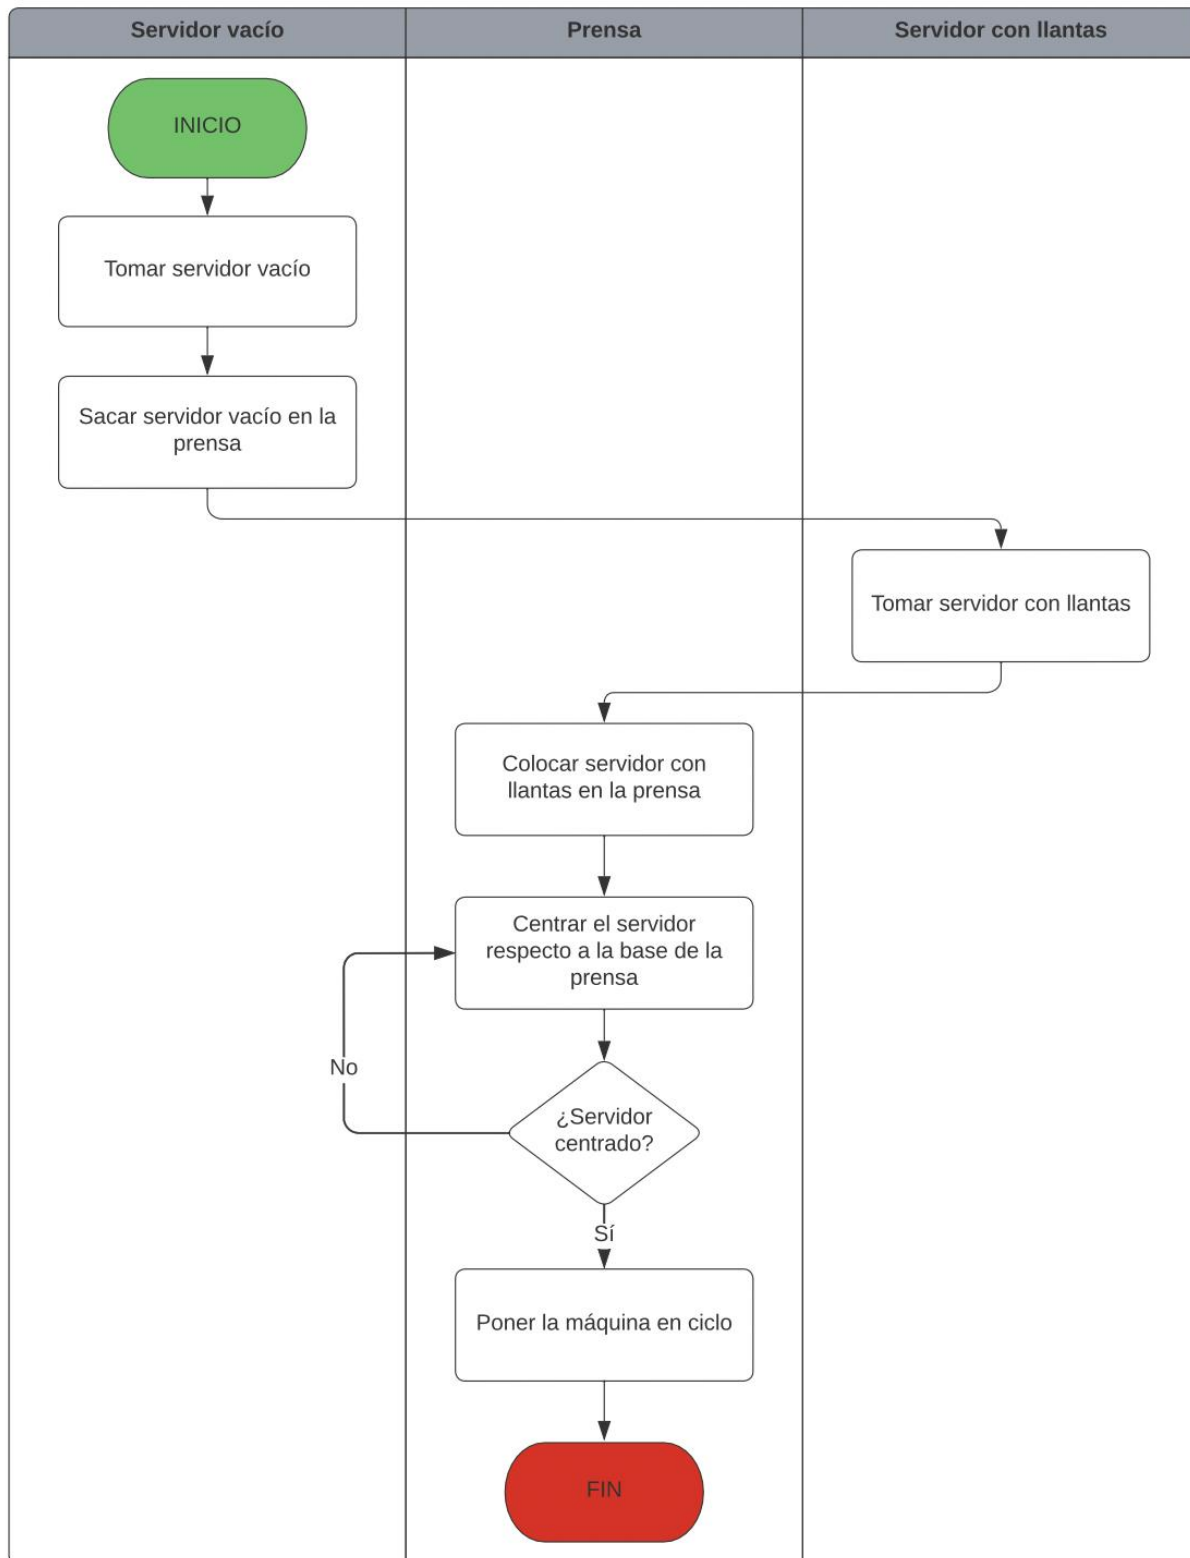 Servidor vacío
Prensa
Servidor con llantas
INICIO
Tomar servidor vacío
Sacar servidor vacío en la
prensa
Tomar servidor con llantas
Colocar servidor con
llantas en la prensa
Centrar el servidor
respecto a la base de la
prensa
No
¿Servidor
centrado?
Sí
Poner la máquina en ciclo
FIN